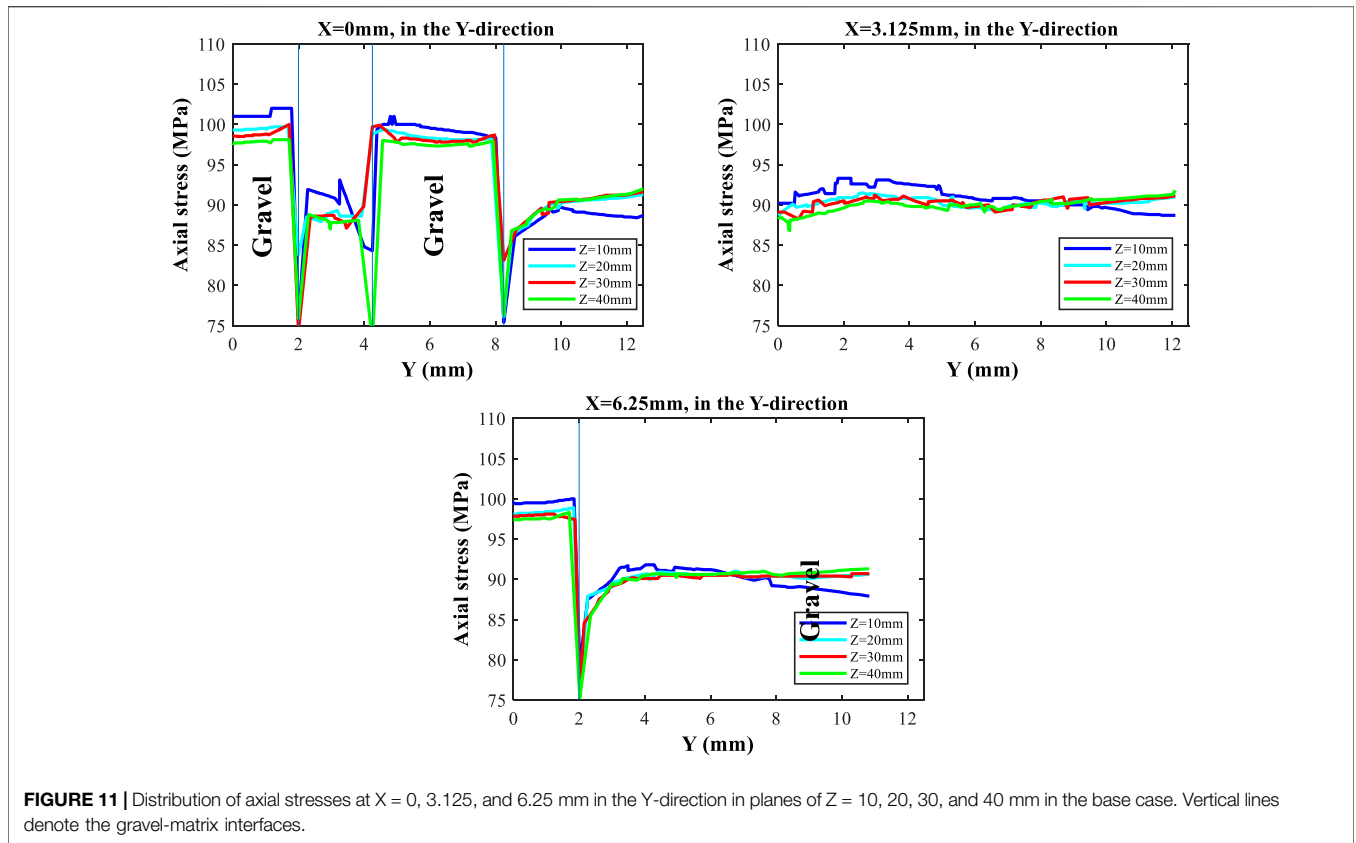 X=0mm, in the Y-direction
110
105
100
95
90
85
80
75
Axial stress (MPa)
Gravel
Gravel
Z=10mm
Z=20mm
Z=30mm
Z=40mm
0 2 4 6 8 10 12
Y (mm)
X=3.125mm, in the Y-direction
110
105
100
95
90
85
80
75
Axial stress (MPa)
Z=10mm
Z=20mm
Z=30mm
Z=40mm
0 2 4 6 8 10 12
Y (mm)
X=6.25mm, in the Y-direction
110
105
100
95
90
85
80
75
Axial stress (MPa)
Gravel
Z=10mm
Z=20mm
Z=30mm
Z=40mm
0 2 4 6 8 10 12
Y (mm)
FIGURE 11 | Distribution of axial stresses at X = 0, 3.125, and 6.25 mm in the Y-direction in planes of Z = 10, 20, 30, and 40 mm in the base case. Vertical lines
denote the gravel-matrix interfaces.